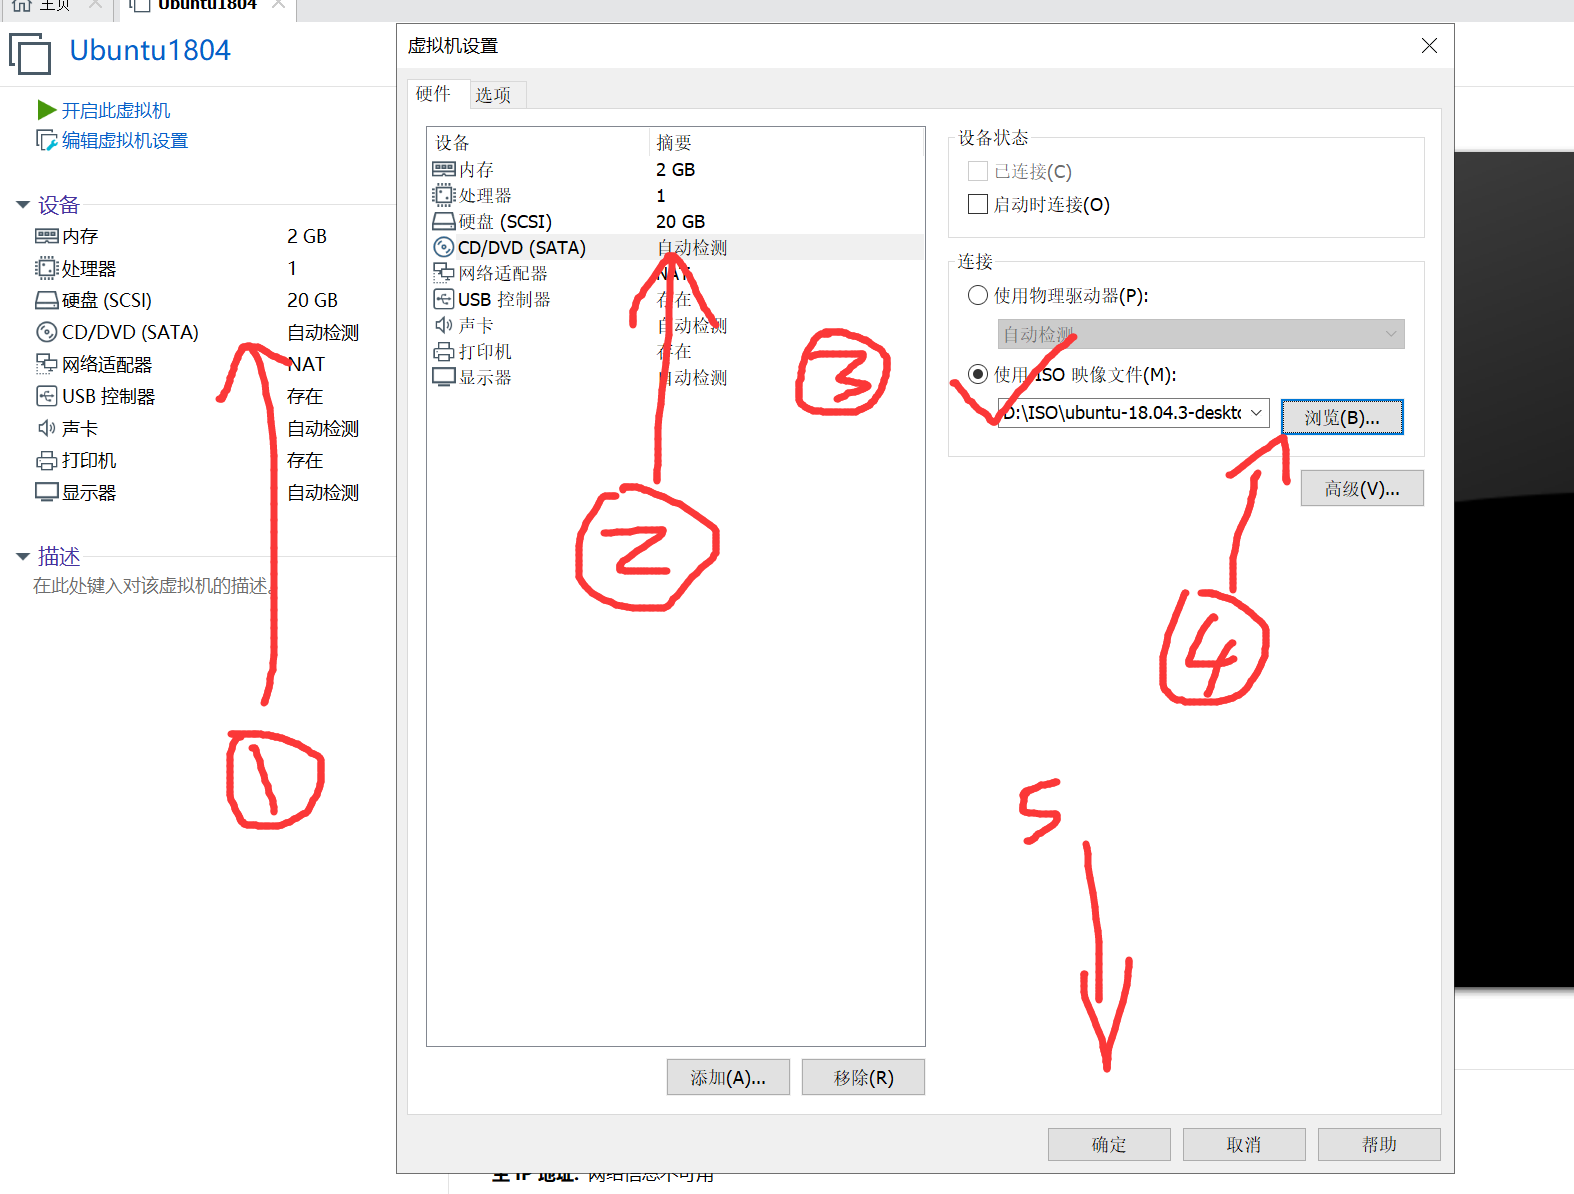 主页
Ubuntu1804
Ubuntu1804
开启此虚拟机
编辑虚拟机设置
设备
内存 2 GB
处理器 1
硬盘 (SCSI) 20 GB
CD/DVD (SATA) 自动检测
网络适配器 NAT
USB 控制器 存在
声卡 自动检测
打印机 存在
显示器 自动检测
描述
在此处键入对该虚拟机的描述。
1
虚拟机设置
硬件 选项
设备 摘要
内存 2 GB
处理器 1
硬盘 (SCSI) 20 GB
CD/DVD (SATA) 自动检测
网络适配器 NAT
USB 控制器 存在
声卡 自动检测
打印机 存在
显示器 自动检测
2
3
添加(A)... 移除(R)
设备状态
已连接(C)
启动时连接(O)
连接
使用物理驱动器(P):
自动检测
使用 ISO 映像文件(M):
D:\ISO\ubuntu-18.04.3-deskto
浏览(B)...
高级(V)...
4
5
确定 取消 帮助
IP 地址: 网络信息不可用